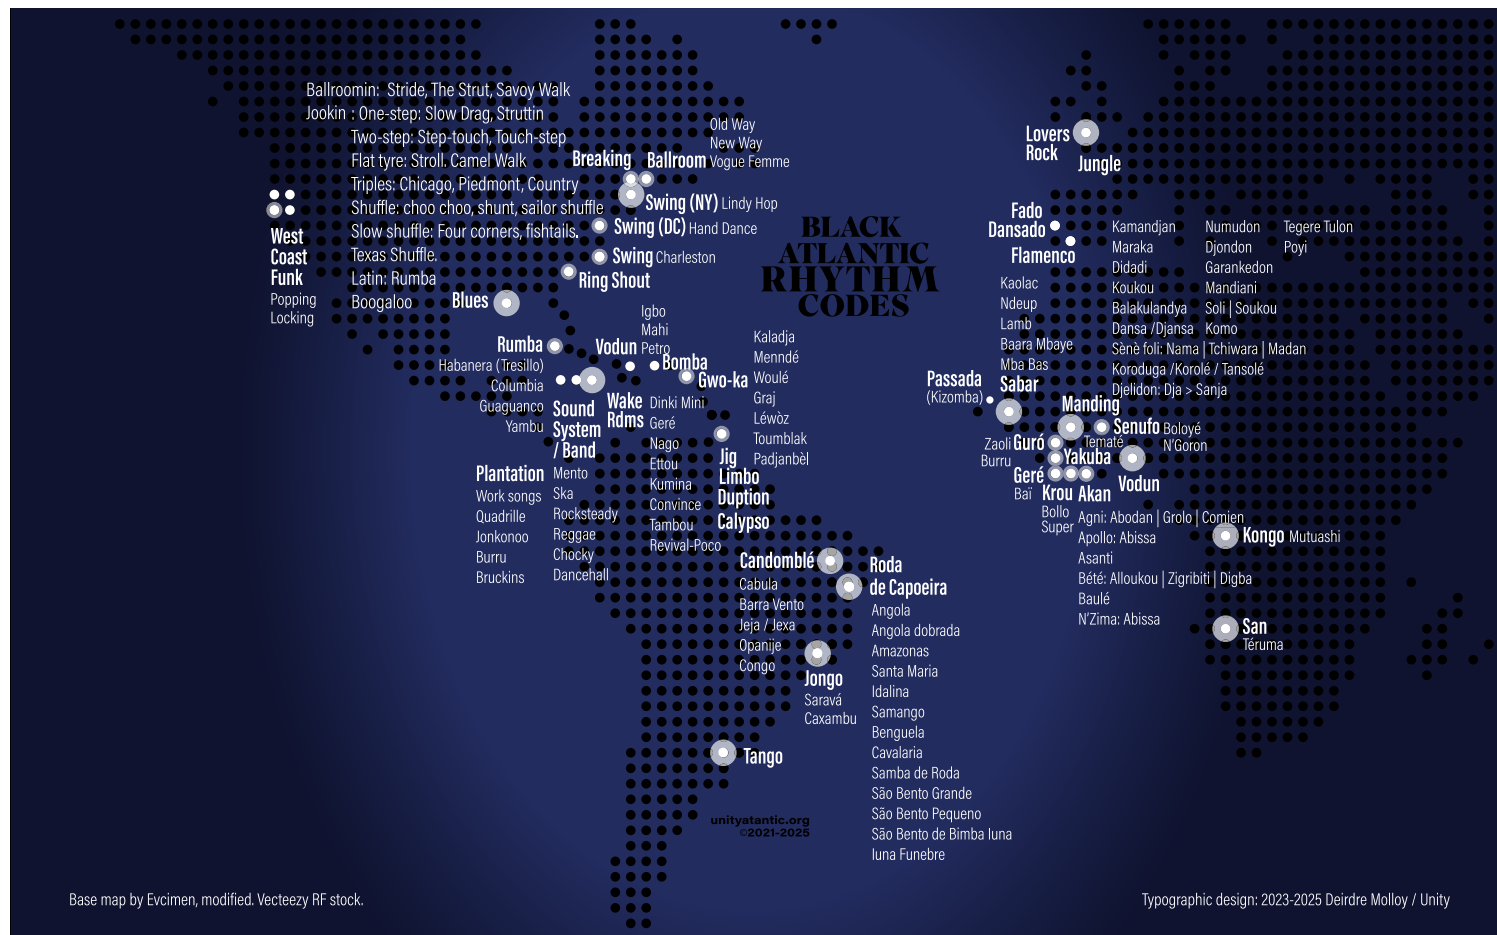 Ballroomin: Stride, The Strut, Savoy Walk
Jookin : One-step: Slow Drag, Struttin
Two-step: Step-touch, Touch-step
Flat tyre: Stroll. Camel Walk
Triples: Chicago, Piedmont, Country
Shuffle: choo choo, shunt, sailor shuffle
Slow shuffle: Four corners, fishtails.
Texas Shuffle.
Latin: Rumba
Boogaloo
West
Coast
Funk
Popping
Locking
Blues
Breaking
Ballroom
Old Way
New Way
Vogue Femme
Swing (NY) Lindy Hop
Swing (DC) Hand Dance
Swing Charleston
Ring Shout
BLACK
ATLANTIC
RHYTHM
CODES
Rumba
Habanera (Tresillo)
Columbia
Guaguanco
Yambu
Vodun
Igbo
Mahi
Petro
Bomba
Gwo-ka
Kaladja
Menndé
Woulé
Graj
Léwòz
Toumblak
Padjanbèl
Sound
System
/ Band
Mento
Ska
Rocksteady
Reggae
Chocky
Dancehall
Plantation
Work songs
Quadrille
Jonkonoo
Burru
Bruckins
Wake
Rdms
Dinki Mini
Geré
Nago
Ettou
Kumina
Convince
Tambou
Revival-Poco
Jig
Limbo
Duption
Calypso
Candomblé
Cabula
Barra Vento
Jeja / Jexa
Opanije
Congo
Roda
de Capoeira
Angola
Angola dobrada
Amazonas
Santa Maria
Idalina
Samango
Benguela
Cavalaria
Samba de Roda
São Bento Grande
São Bento Pequeno
São Bento de Bimba Iuna
Iuna Funebre
Jongo
Saravá
Caxambu
Tango
unityatantic.org
©2021-2025
Lovers
Rock
Jungle
Fado
Dansado
Flamenco
Kaolac
Ndeup
Lamb
Baara Mbaye
Mba Bas
Sabar
Passada
(Kizomba)
Kamandjan
Maraka
Didadi
Koukou
Balakulandya
Dansa /Djansa
Numudon
Djondon
Garankedon
Mandiani
Soli | Soukou
Komo
Tegere Tulon
Poyi
Sènè foli: Nama | Tchiwara | Madan
Koroduga /Korolé / Tansolé
Djelidon: Dja > Sanja
Manding
Tematé
Senufo
Boloyé
N'Goron
Zaoli Guró
Burru
Yakuba
Geré
Baï
Krou
Bollo
Super
Akan
Vodun
Agni: Abodan | Grolo | Comien
Apollo: Abissa
Asanti
Bété: Alloukou | Zigribiti | Digba
Baulé
N'Zima: Abissa
Kongo Mutuashi
San
Téruma
Base map by Evcimen, modified. Vecteezy RF stock.
Typographic design: 2023-2025 Deirdre Molloy / Unity